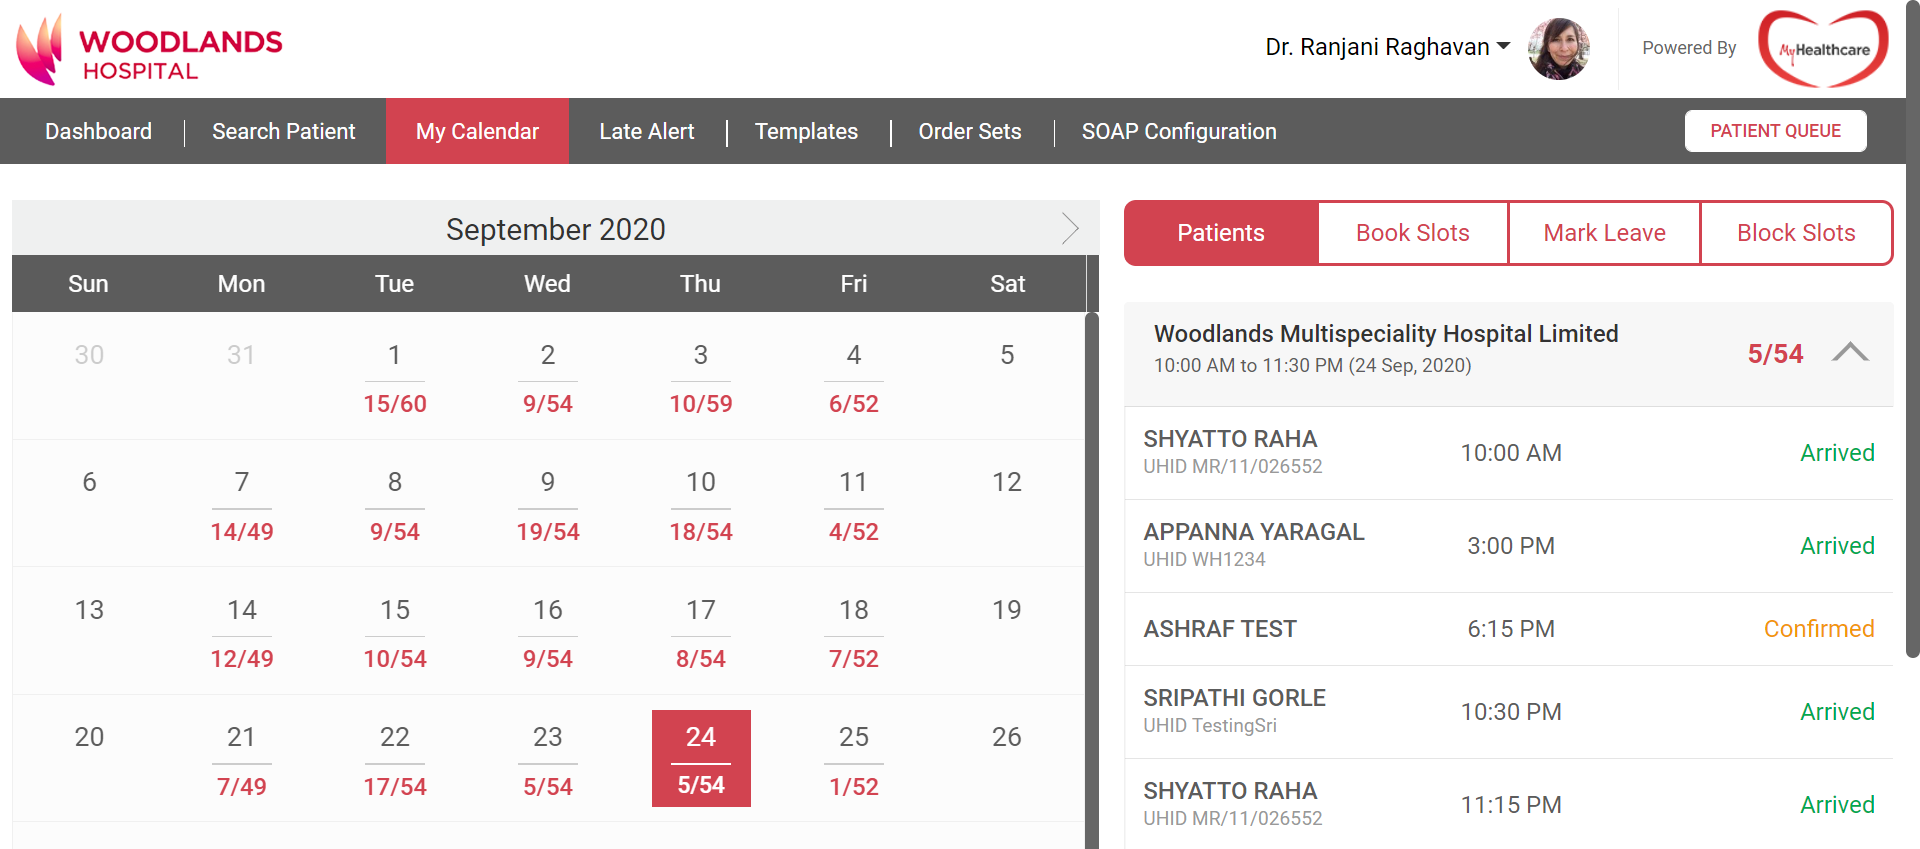 WOODLANDS
HOSPITAL
Dr. Ranjani Raghavan
Powered By
MyHealthcare
Dashboard Search Patient My Calendar Late Alert Templates Order Sets SOAP Configuration PATIENT QUEUE
September 2020
Sun Mon Tue Wed Thu Fri Sat
30 31 1 2 3 4 5
15/60 9/54 10/59 6/52
6 7 8 9 10 11 12
14/49 9/54 19/54 18/54 4/52
13 14 15 16 17 18 19
12/49 10/54 9/54 8/54 7/52
20 21 22 23 24 25 26
7/49 17/54 5/54 5/54 1/52
Patients Book Slots Mark Leave Block Slots
Woodlands Multispeciality Hospital Limited
10:00 AM to 11:30 PM (24 Sep, 2020)
5/54
SHYATTO RAHA
UHID MR/11/026552
10:00 AM
Arrived
APPANNA YARAGAL
UHID WH1234
3:00 PM
Arrived
ASHRAF TEST
6:15 PM
Confirmed
SRIPATHI GORLE
UHID TestingSri
10:30 PM
Arrived
SHYATTO RAHA
UHID MR/11/026552
11:15 PM
Arrived